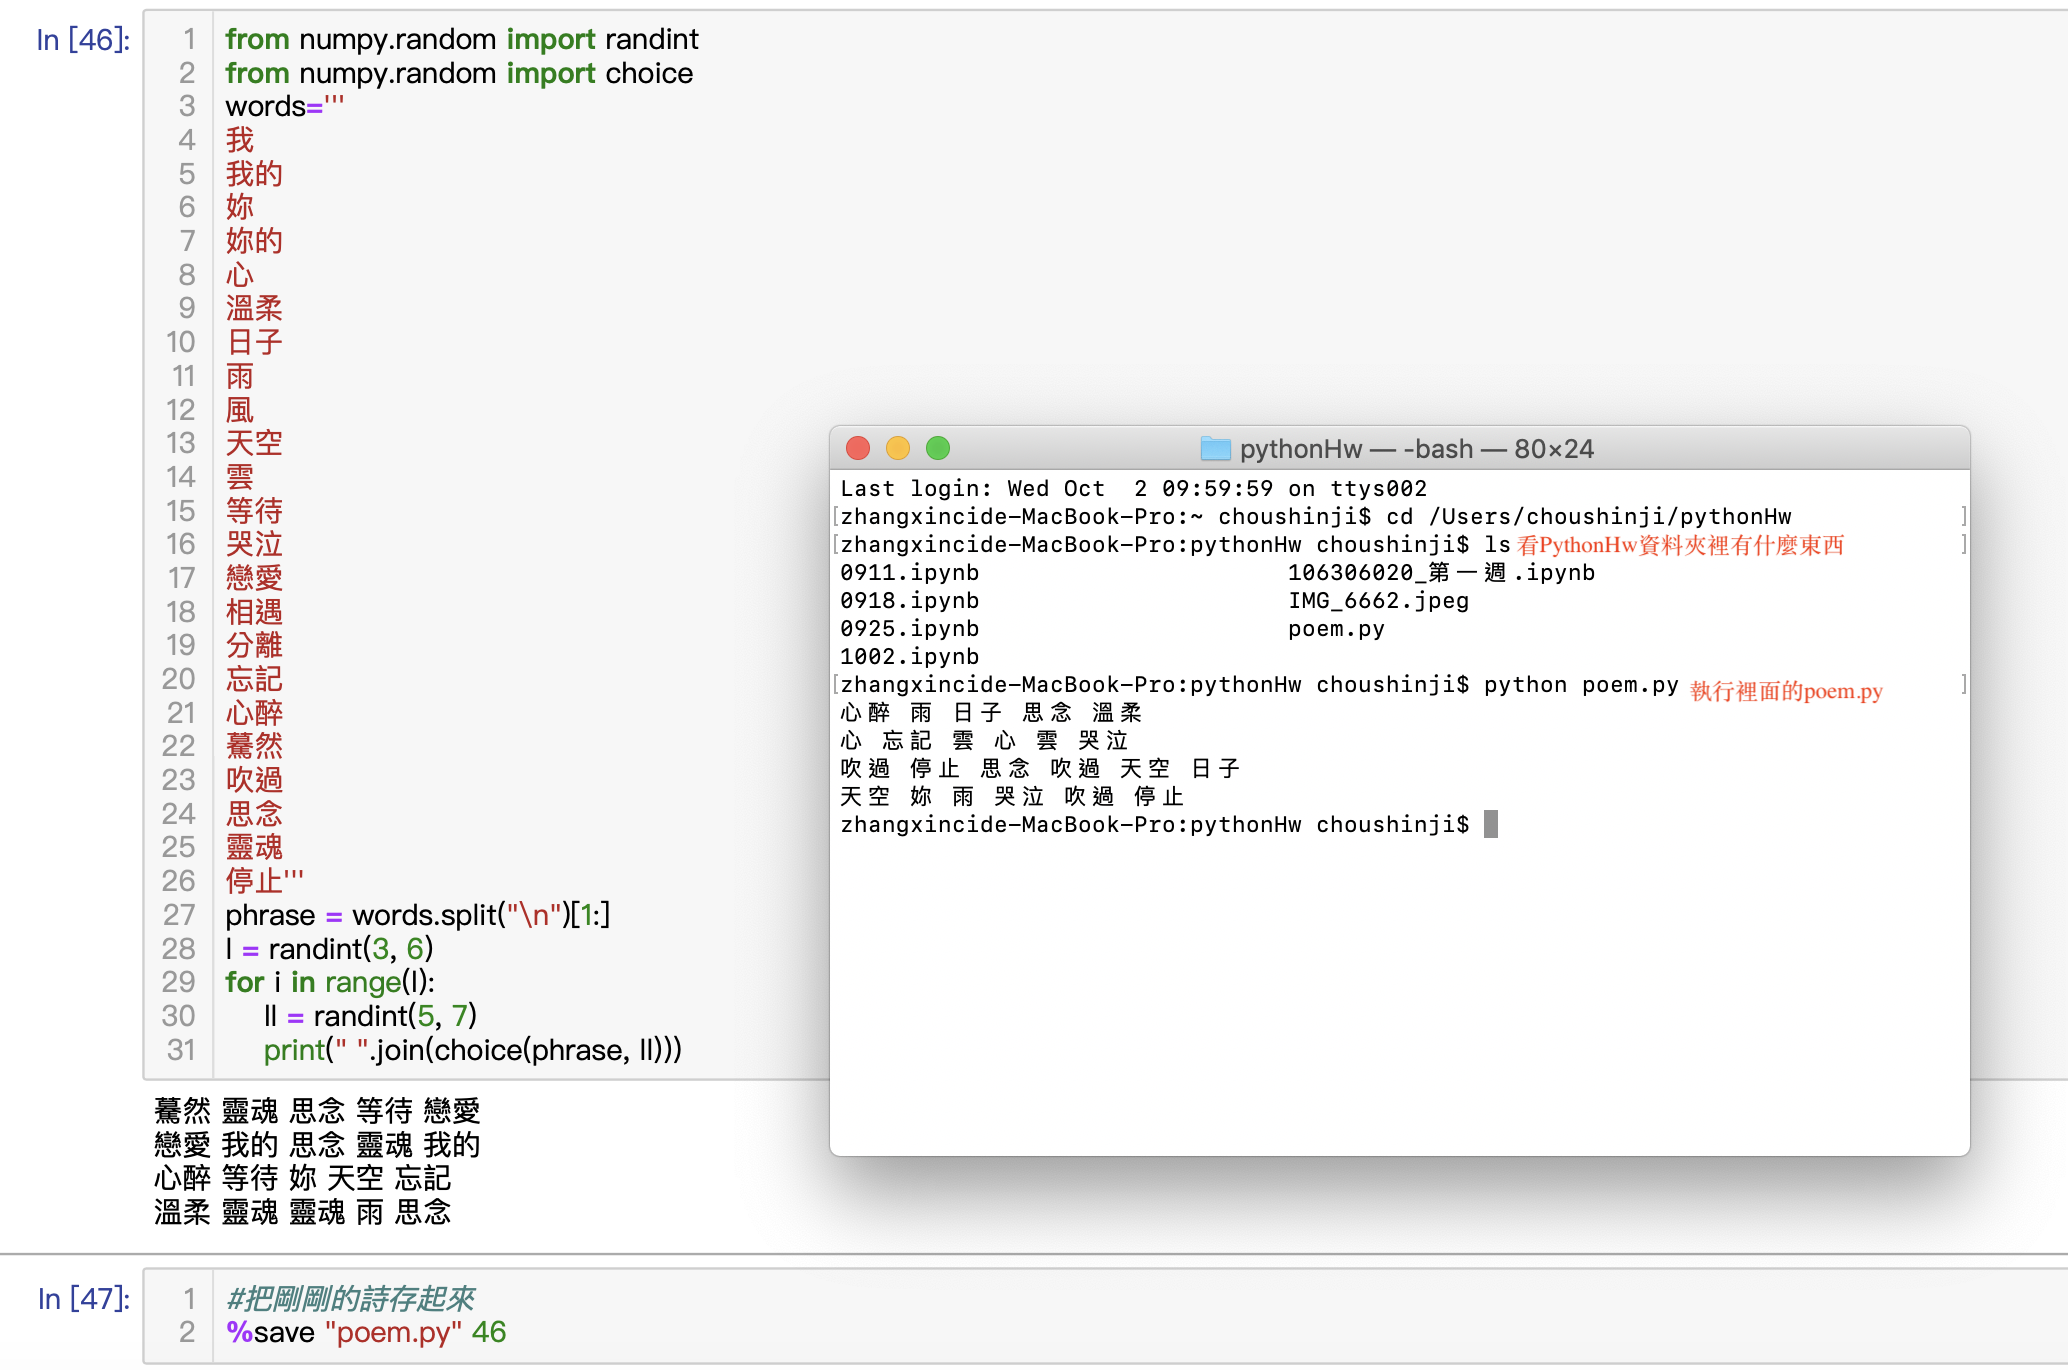 In [46]:
1 from numpy.random import randint
2 from numpy.random import choice
3 words='''
4 我
5 我的
6 妳
7 妳的
8 心
9 溫柔
10 日子
11 雨
12 風
13 天空
14 雲
15 等待
16 哭泣
17 戀愛
18 相遇
19 分離
20 忘記
21 心醉
22 驀然
23 吹過
24 思念
25 靈魂
26 停止'''
27 phrase = words.split("\n")[1:]
28 l = randint(3, 6)
29 for i in range(l):
30 ll = randint(5, 7)
31 print(" ".join(choice(phrase, ll)))
驀然 靈魂 思念 等待 戀愛
戀愛 我的 思念 靈魂 我的
心醉 等待 妳 天空 忘記
溫柔 靈魂 靈魂 雨 思念
In [47]:
1 #把剛剛的詩存起來
2 %save "poem.py" 46
pythonHw — -bash — 80×24
Last login: Wed Oct  2 09:59:59 on ttys002
[zhangxincide-MacBook-Pro:~ choushinji$ cd /Users/choushinji/pythonHw ]
[zhangxincide-MacBook-Pro:pythonHw choushinji$ ls 看PythonHw資料夾裡有什麼東西 ]
0911.ipynb 106306020_第一週.ipynb
0918.ipynb IMG_6662.jpeg
0925.ipynb poem.py
1002.ipynb
[zhangxincide-MacBook-Pro:pythonHw choushinji$ python poem.py 執行裡面的poem.py ]
心醉 雨 日子 思念 溫柔
心 忘記 雲 心 雲 哭泣
吹過 停止 思念 吹過 天空 日子
天空 妳 雨 哭泣 吹過 停止
zhangxincide-MacBook-Pro:pythonHw choushinji$